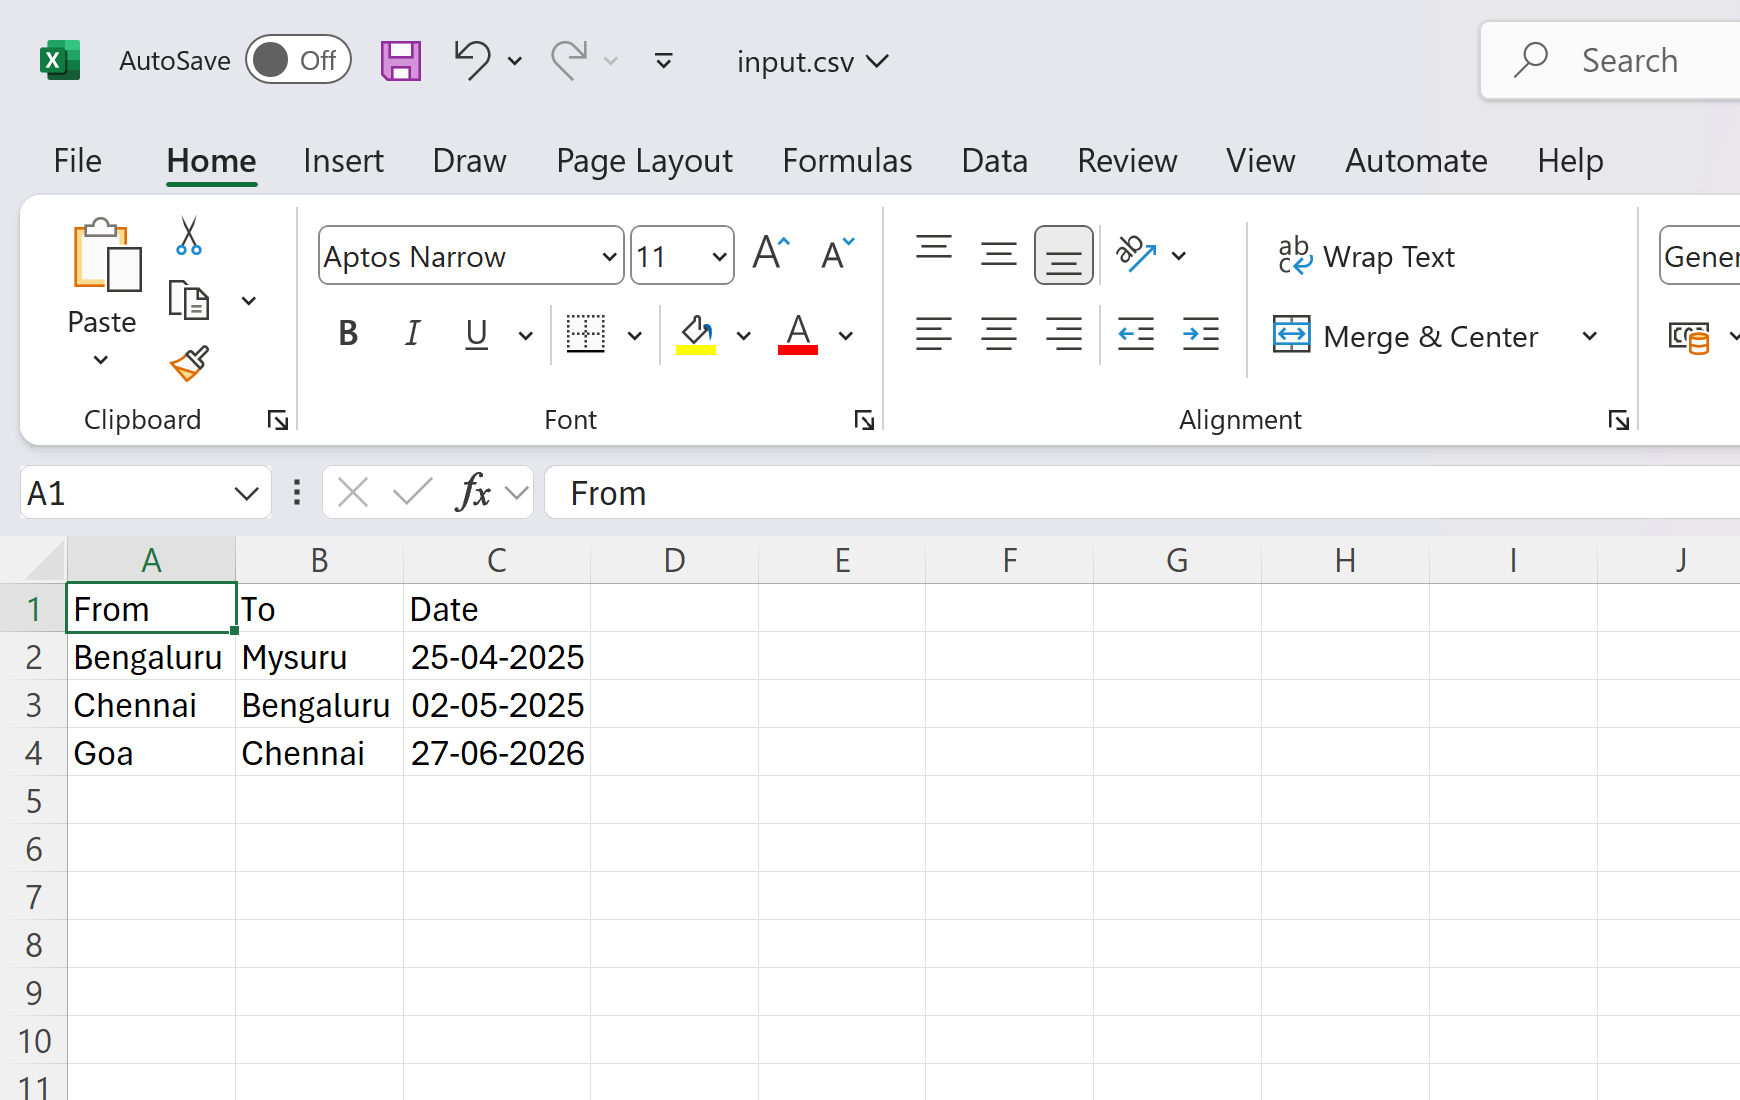 AutoSave Off input.csv Search
File Home Insert Draw Page Layout Formulas Data Review View Automate Help
Aptos Narrow 11 A A ab ab c Wrap Text Gener
Paste B I U A Merge & Center
Clipboard Font Alignment
A1 fx From
A B C D E F G H I J
1 From To Date
2 Bengaluru Mysuru 25-04-2025
3 Chennai Bengaluru 02-05-2025
4 Goa Chennai 27-06-2026
5
6
7
8
9
10
11